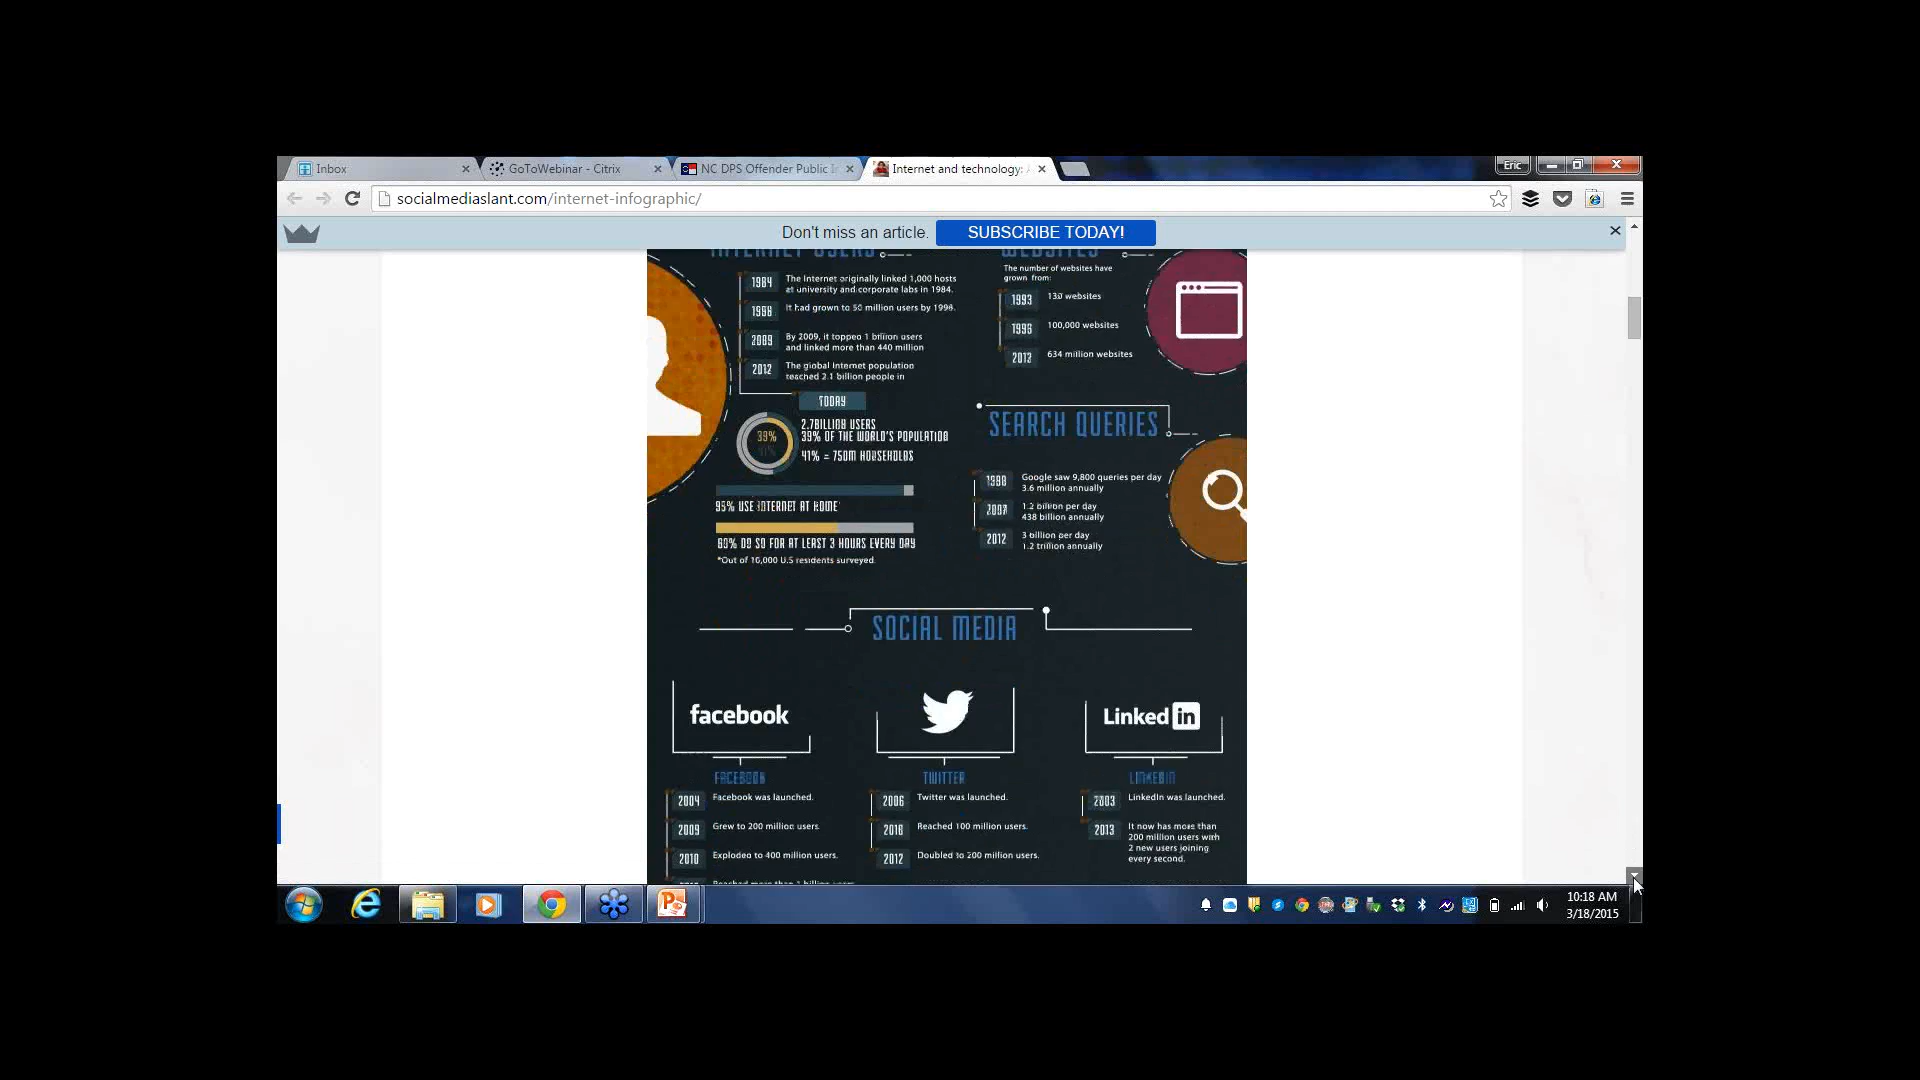 Inbox
GoToWebinar - Citrix
NC DPS Offender Public In
Internet and technology: A
Eric
socialmediaslant.com/internet-infographic/
Don't miss an article.
SUBSCRIBE TODAY!
INTERNET USERS
1984
The Internet originally linked 1,000 hosts
at university and corporate labs in 1984.
It had grown to 50 million users by 1998.
2009
By 2009, it topped 1 billion users
and linked more than 440 million
2012
The global Internet population
reached 2.1 billion people in
TODAY
39%
2.7BILLION USERS
39% OF THE WORLD'S POPULATION
41% = 750M HOUSEHOLDS
95% USE INTERNET AT HOME
60% DO SO FOR AT LEAST 3 HOURS EVERY DAY
*Out of 10,000 U.S residents surveyed.
WEBSITES
The number of websites have
grown from:
1993
130 websites
1996
100,000 websites
2012
634 million websites
SEARCH QUERIES
1998
Google saw 9,800 queries per day
3.6 million annually
2007
1.2 billion per day
438 billion annually
2012
3 billion per day
1.2 trillion annually
SOCIAL MEDIA
facebook
FACEBOOK
2004
Facebook was launched.
2009
Grew to 200 million users.
2010
Exploded to 400 million users.
Reached more than 1 billion users
TWITTER
2006
Twitter was launched.
2010
Reached 100 million users.
2012
Doubled to 200 million users.
Linked in
LINKEDIN
2003
LinkedIn was launched.
2013
It now has more than
200 million users with
2 new users joining
every second.
10:18 AM
3/18/2015